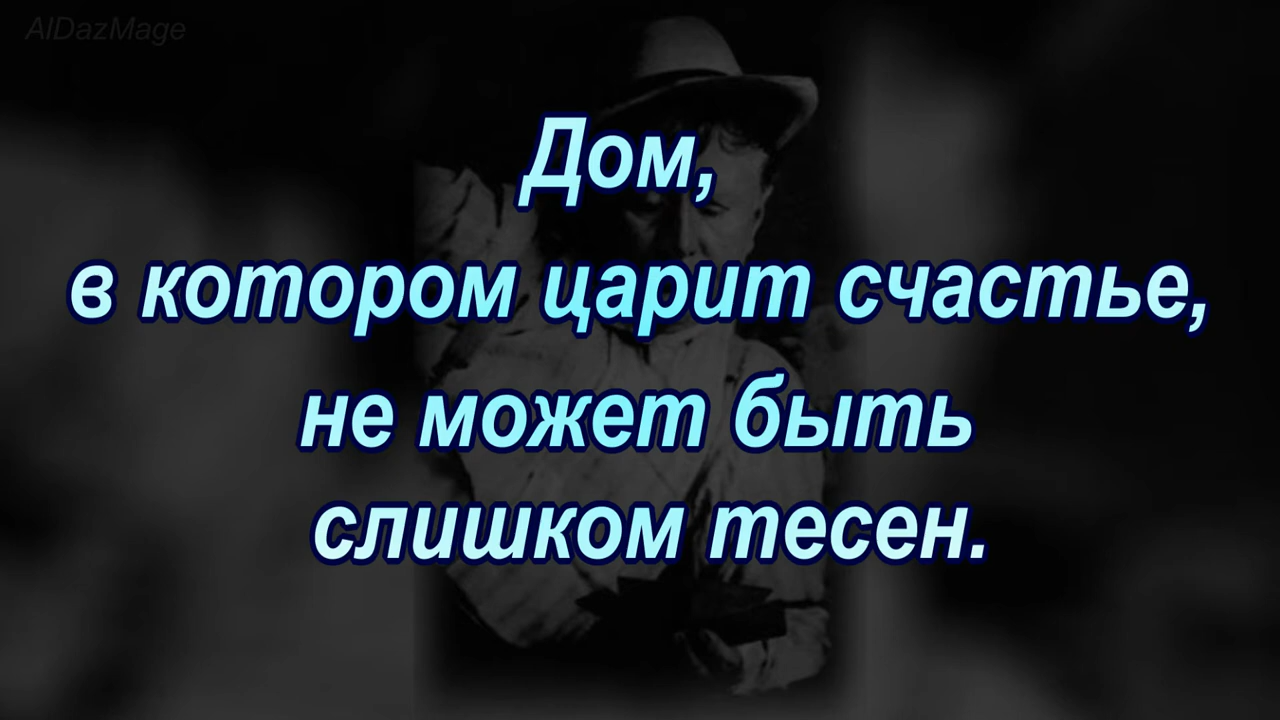 AlDazMage
Дом,
в котором царит счастье,
не может быть
слишком тесен.